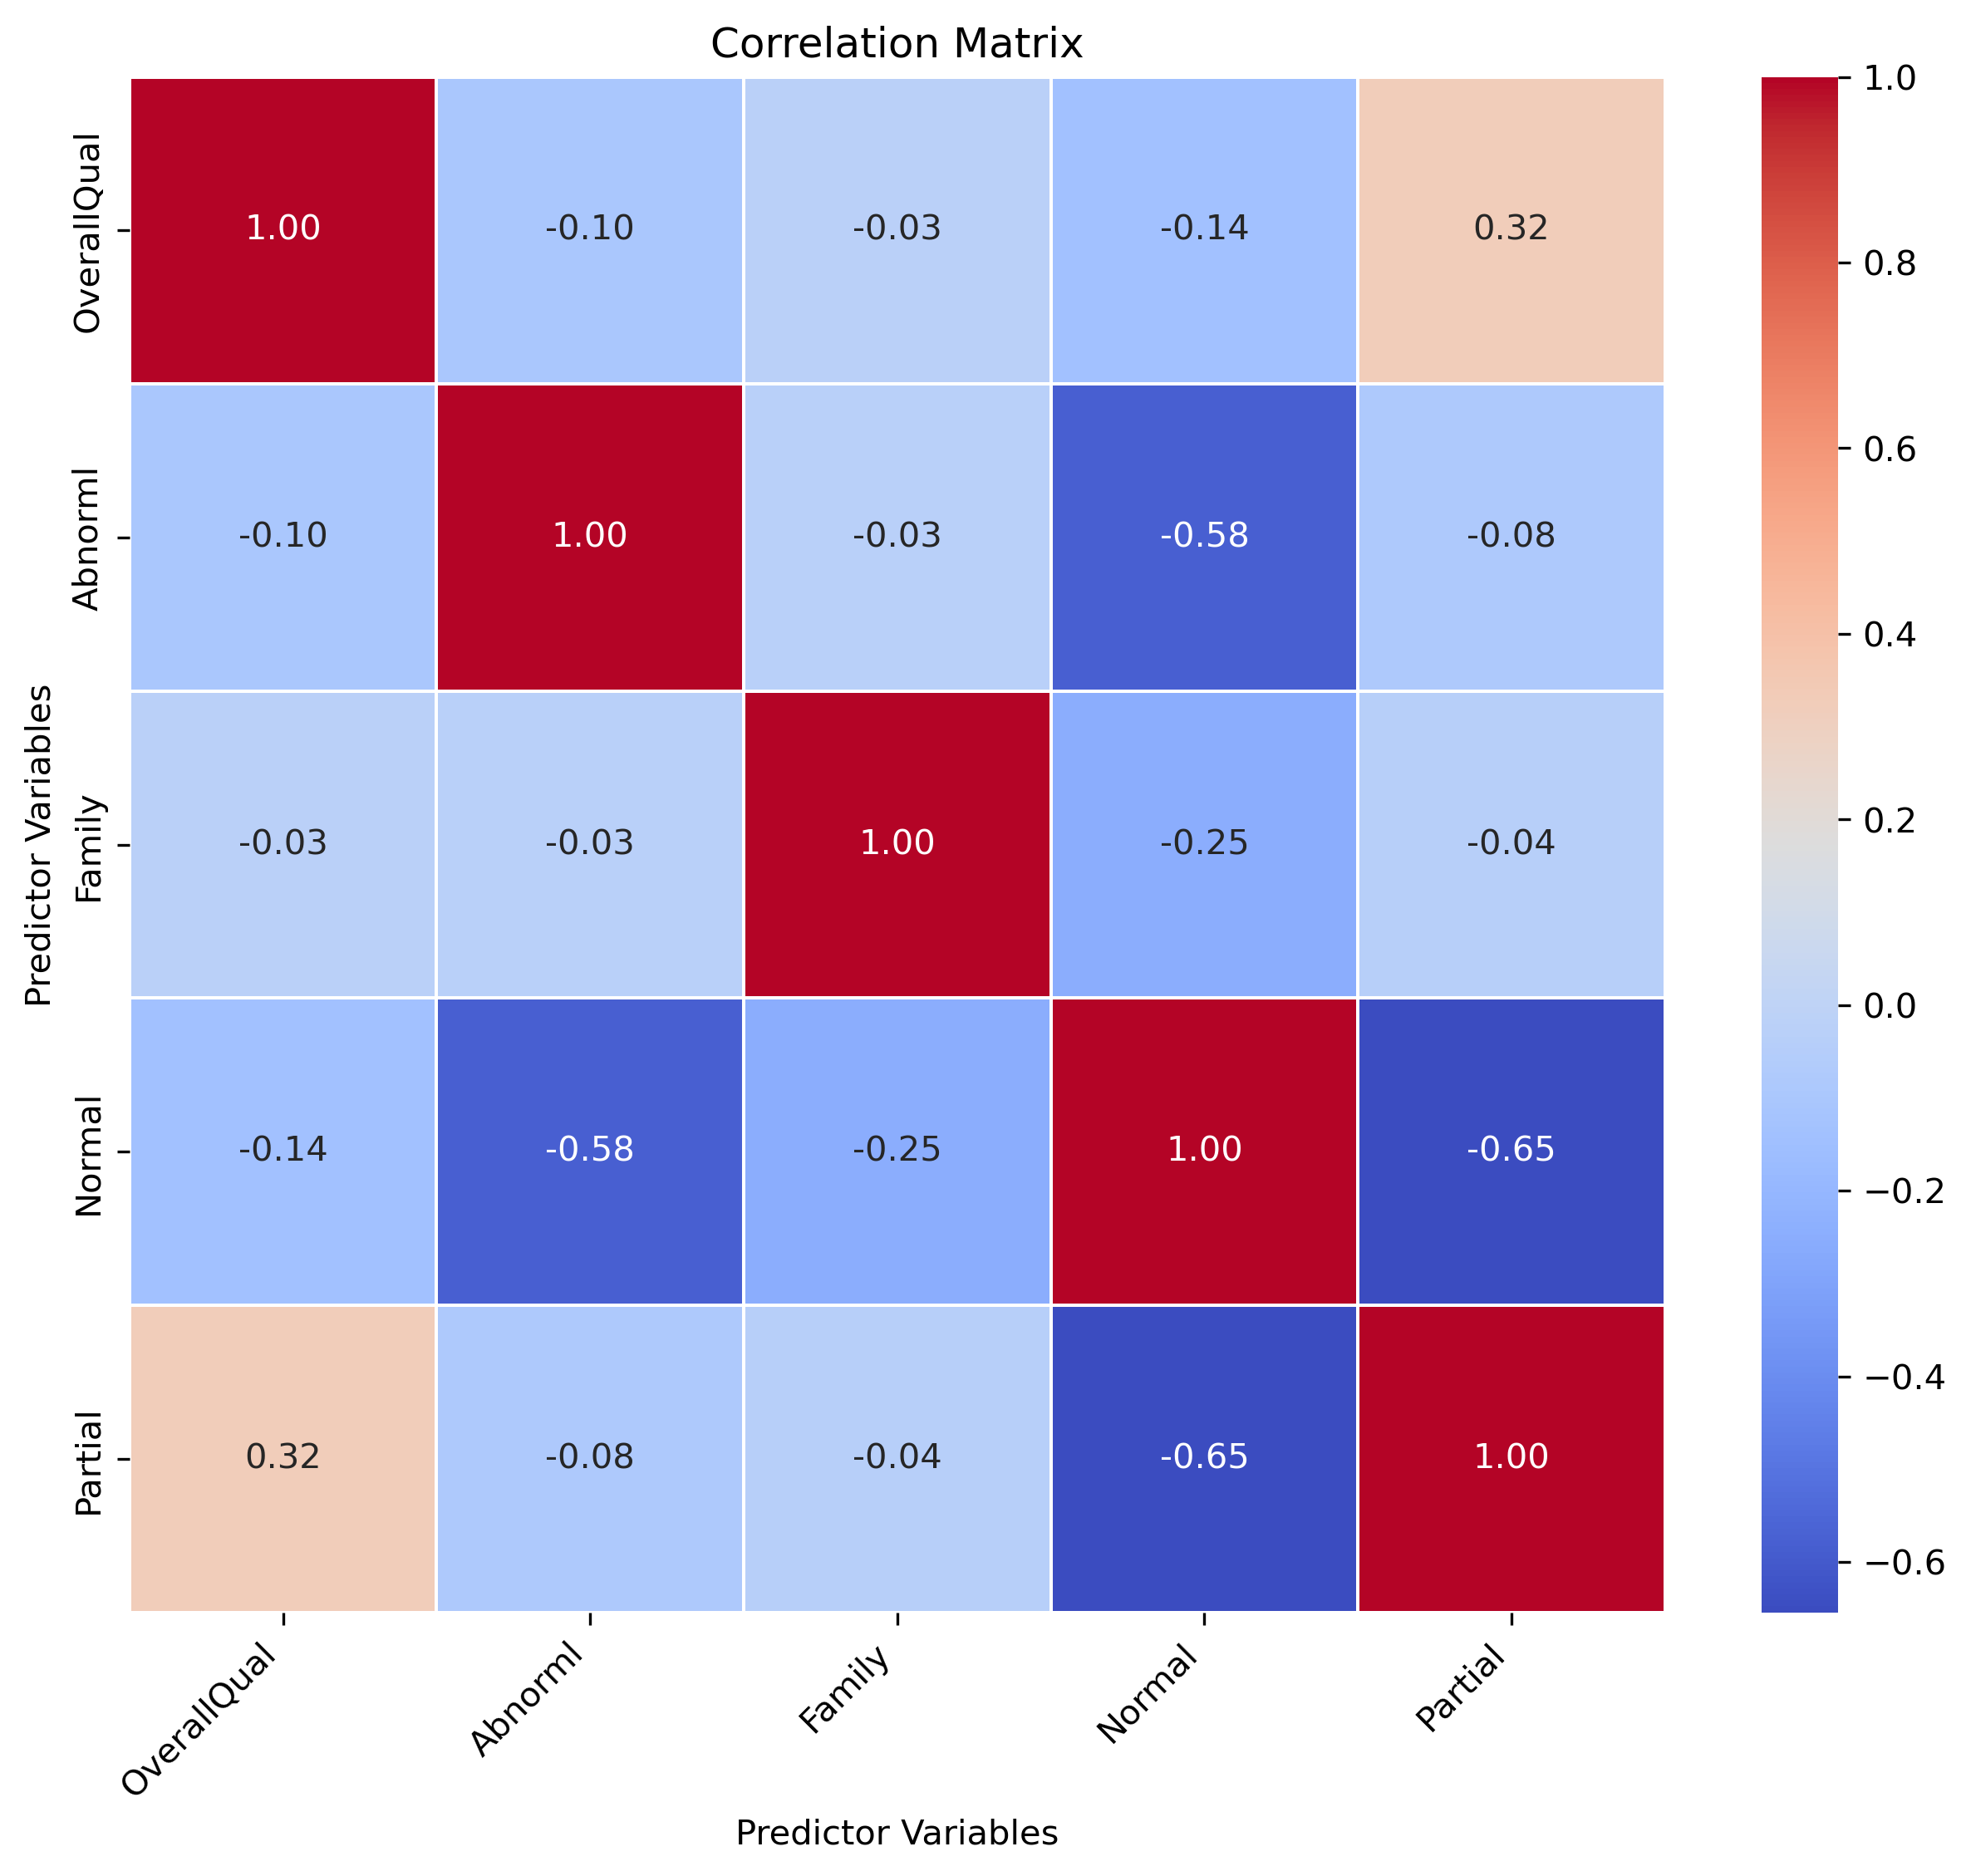 Correlation Matrix
OverallQual 1.00 -0.10 -0.03 -0.14 0.32
Abnorml -0.10 1.00 -0.03 -0.58 -0.08
Family -0.03 -0.03 1.00 -0.25 -0.04
Normal -0.14 -0.58 -0.25 1.00 -0.65
Partial 0.32 -0.08 -0.04 -0.65 1.00
Predictor Variables
OverallQual Abnorml Family Normal Partial
Predictor Variables
1.0
0.8
0.6
0.4
0.2
0.0
−0.2
−0.4
−0.6